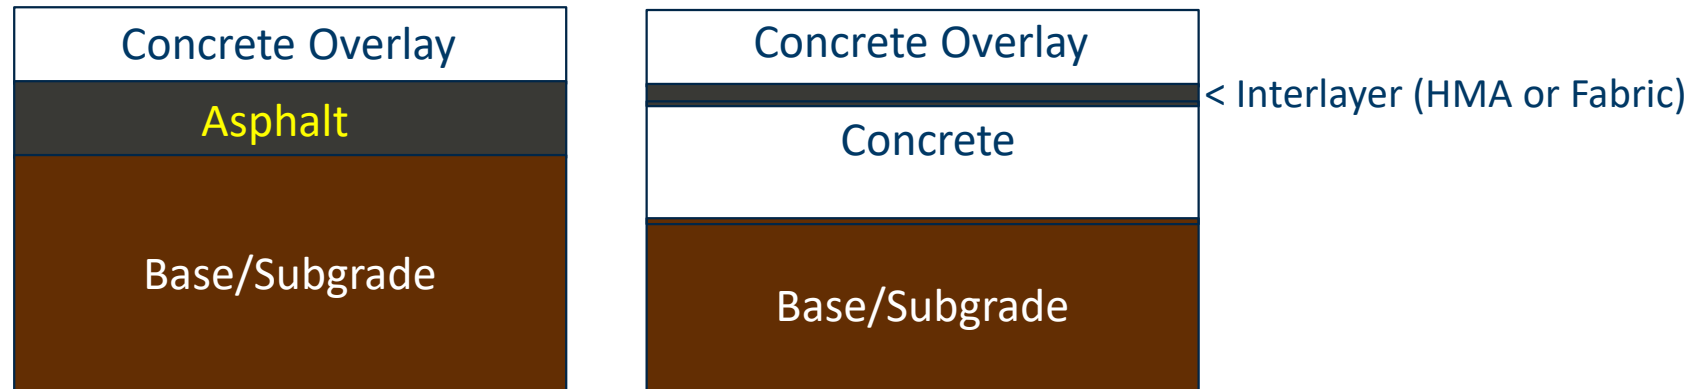 Concrete Overlay
Asphalt
Base/Subgrade
Concrete Overlay
< Interlayer (HMA or Fabric)
Concrete
Base/Subgrade